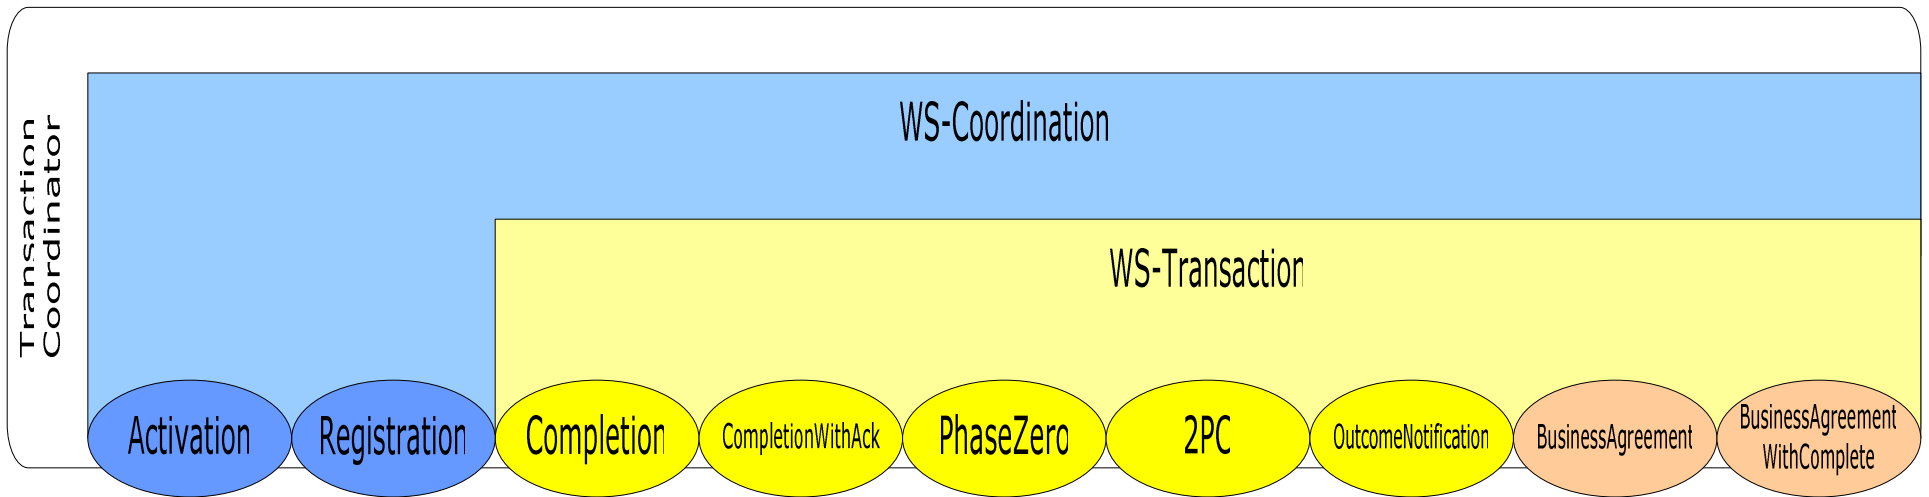 Transaction
Coordinator
WS-Coordination
WS-Transaction
Activation
Registration
Completion
CompletionWithAck
PhaseZero
2PC
OutcomeNotification
BusinessAgreement
BusinessAgreement
WithComplete